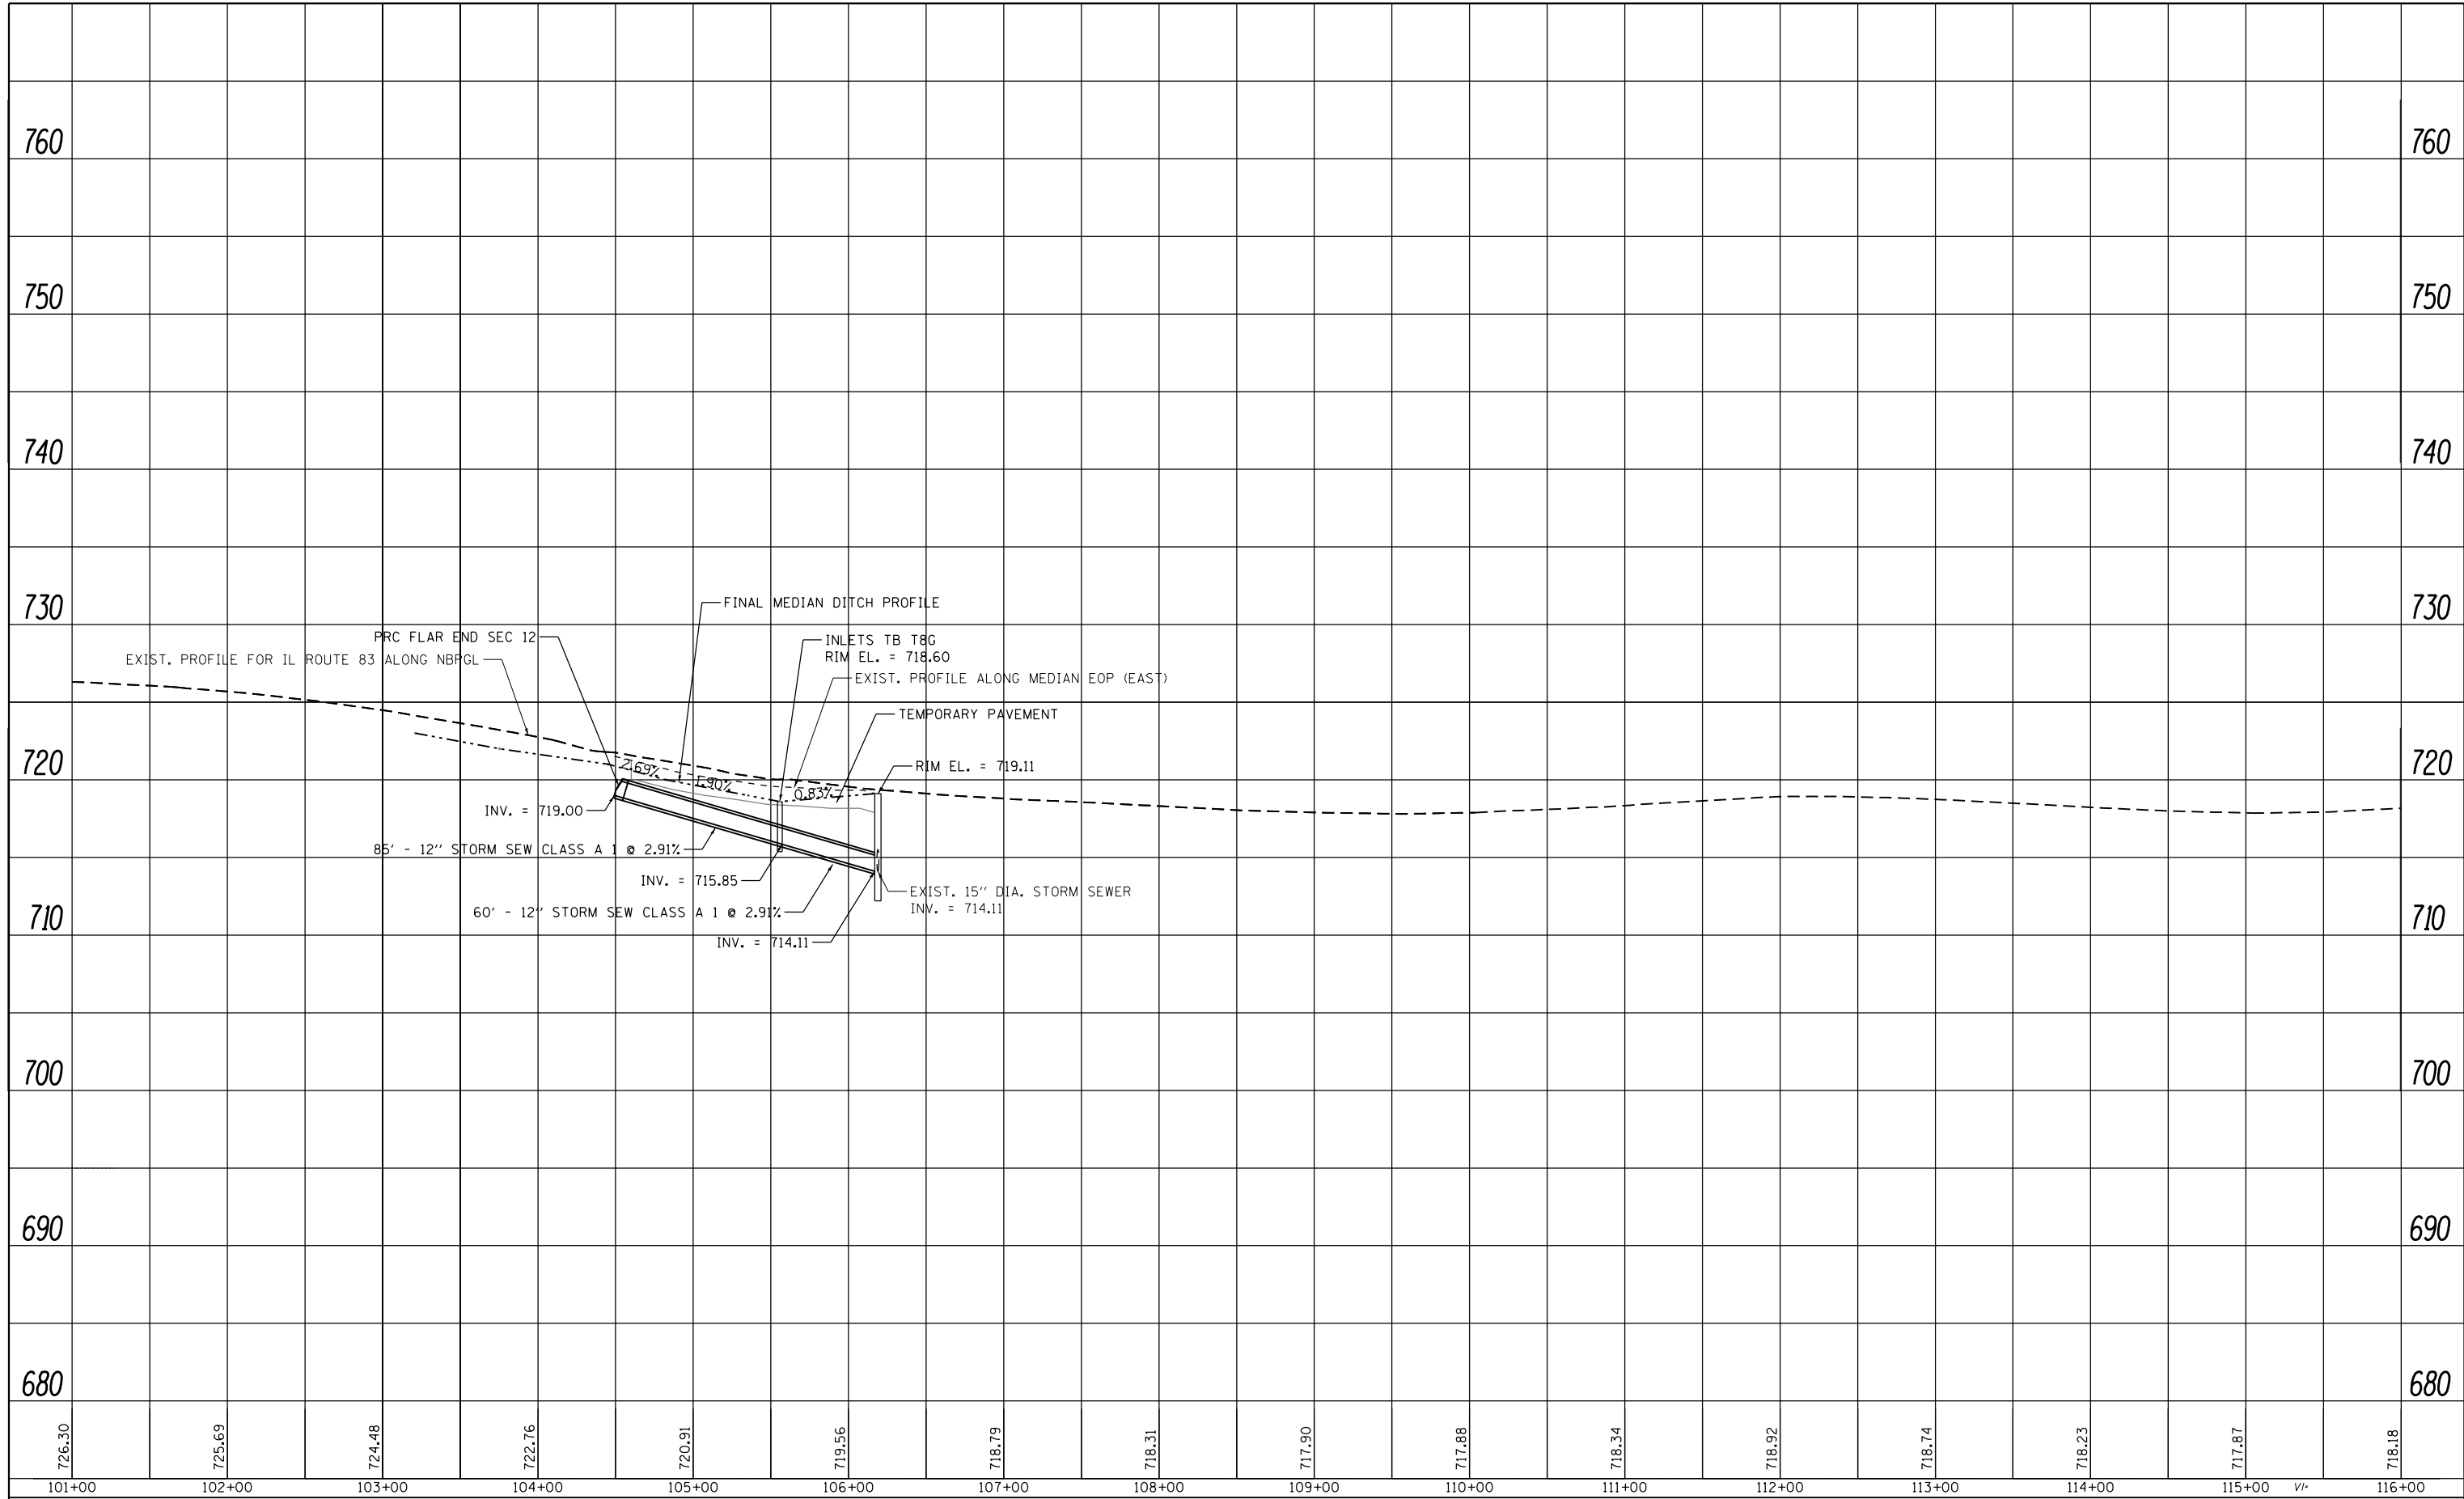 760 760
750 750
740 740
730 730
FINAL MEDIAN DITCH PROFILE
PRC FLAR END SEC 12
INLETS TB T8G
RIM EL. = 718.60
EXIST. PROFILE FOR IL ROUTE 83 ALONG NBPGL
EXIST. PROFILE ALONG MEDIAN EOP (EAST)
TEMPORARY PAVEMENT
720 720
2.69%
1.90%
0.83%
RIM EL. = 719.11
INV. = 719.00
85' - 12" STORM SEW CLASS A 1 @ 2.91%
INV. = 715.85
EXIST. 15" DIA. STORM SEWER
INV. = 714.11
60' - 12" STORM SEW CLASS A 1 @ 2.91%
710 710
INV. = 714.11
700 700
690 690
680 680
726.30 725.69 724.48 722.76 720.91 719.56 718.79 718.31 717.90 717.88 718.34 718.92 718.74 718.23 717.87 718.18
101+00 102+00 103+00 104+00 105+00 106+00 107+00 108+00 109+00 110+00 111+00 112+00 113+00 114+00 115+00 116+00